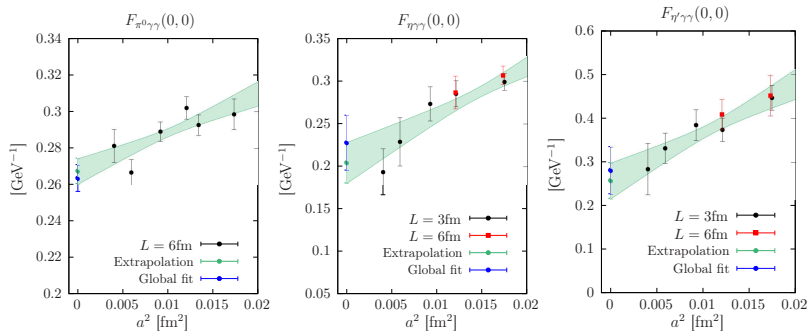 F_{π⁰γγ}(0, 0)
[GeV⁻¹]
0.34
0.32
0.3
0.28
0.26
0.24
0.22
0.2
L = 6fm
Extrapolation
Global fit
0 0.005 0.01 0.015 0.02
a² [fm²]
F_{ηγγ}(0, 0)
[GeV⁻¹]
0.35
0.3
0.25
0.2
0.15
0.1
0.05
L = 3fm
L = 6fm
Extrapolation
Global fit
0 0.005 0.01 0.015 0.02
a² [fm²]
F_{η′γγ}(0, 0)
[GeV⁻¹]
0.6
0.5
0.4
0.3
0.2
0.1
0
L = 3fm
L = 6fm
Extrapolation
Global fit
0 0.005 0.01 0.015 0.02
a² [fm²]